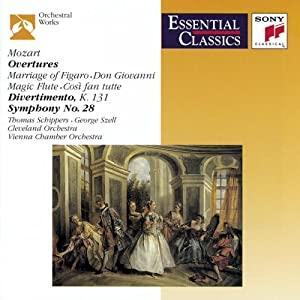 Orchestral
Works
ESSENTIAL
CLASSICS
SONY
CLASSICAL
Mozart
Overtures
Marriage of Figaro · Don Giovanni
Magic Flute · Così fan tutte
Divertimento, K. 131
Symphony No. 28
Thomas Schippers · George Szell
Cleveland Orchestra
Vienna Chamber Orchestra